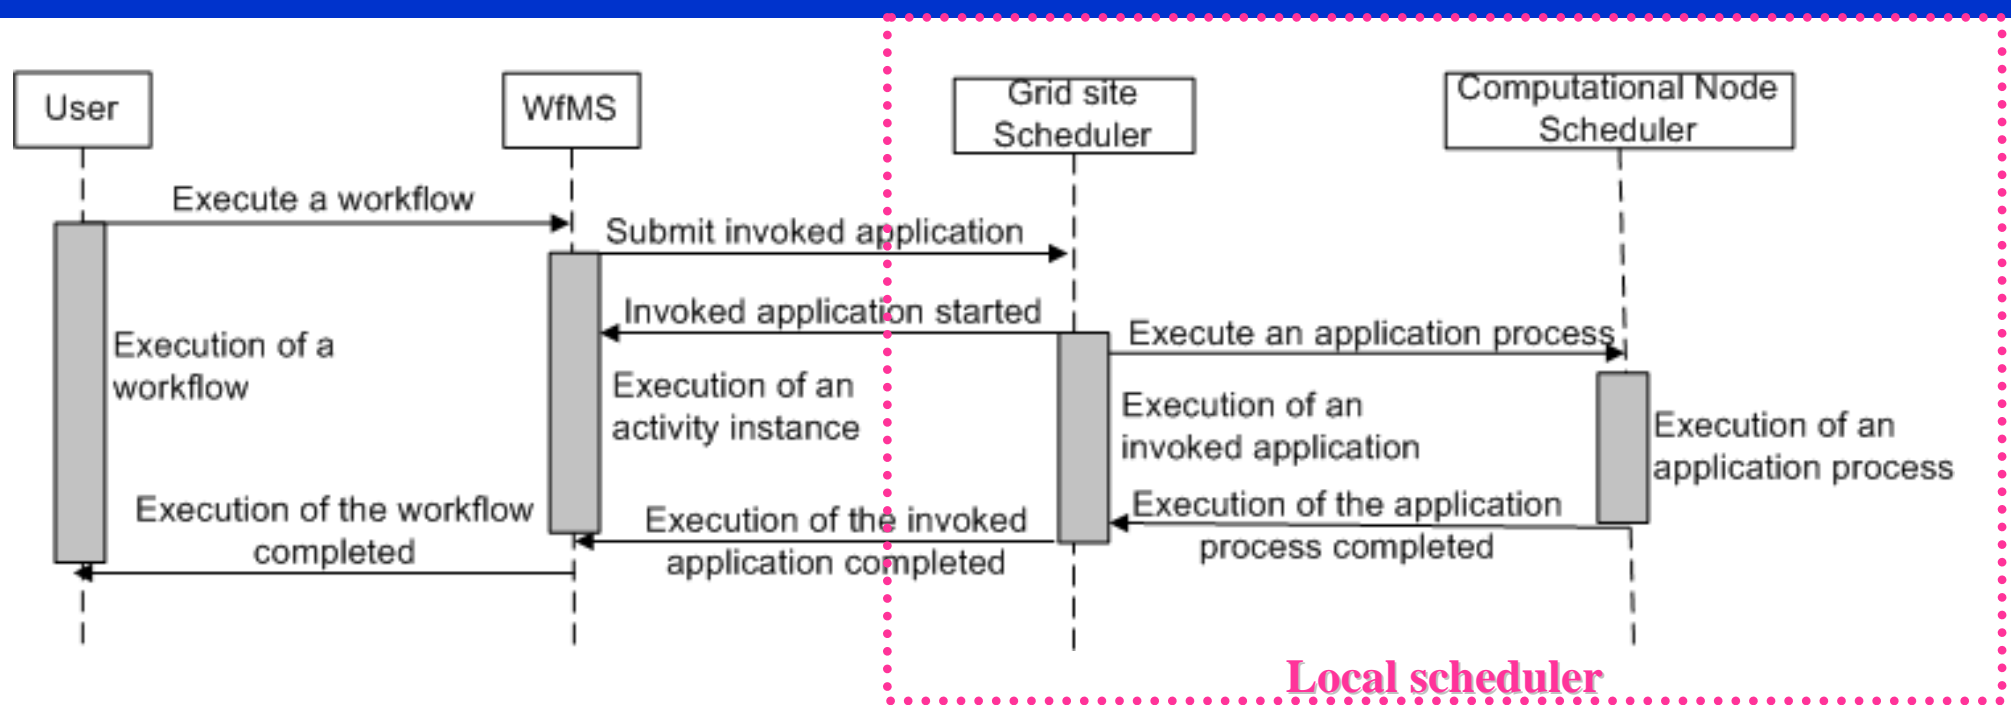 User
WfMS
Grid site
Scheduler
Computational Node
Scheduler
Execute a workflow
Submit invoked application
Invoked application started
Execute an application process
Execution of a
workflow
Execution of an
activity instance
Execution of an
invoked application
Execution of an
application process
Execution of the workflow
completed
Execution of the invoked
application completed
Execution of the application
process completed
Local scheduler